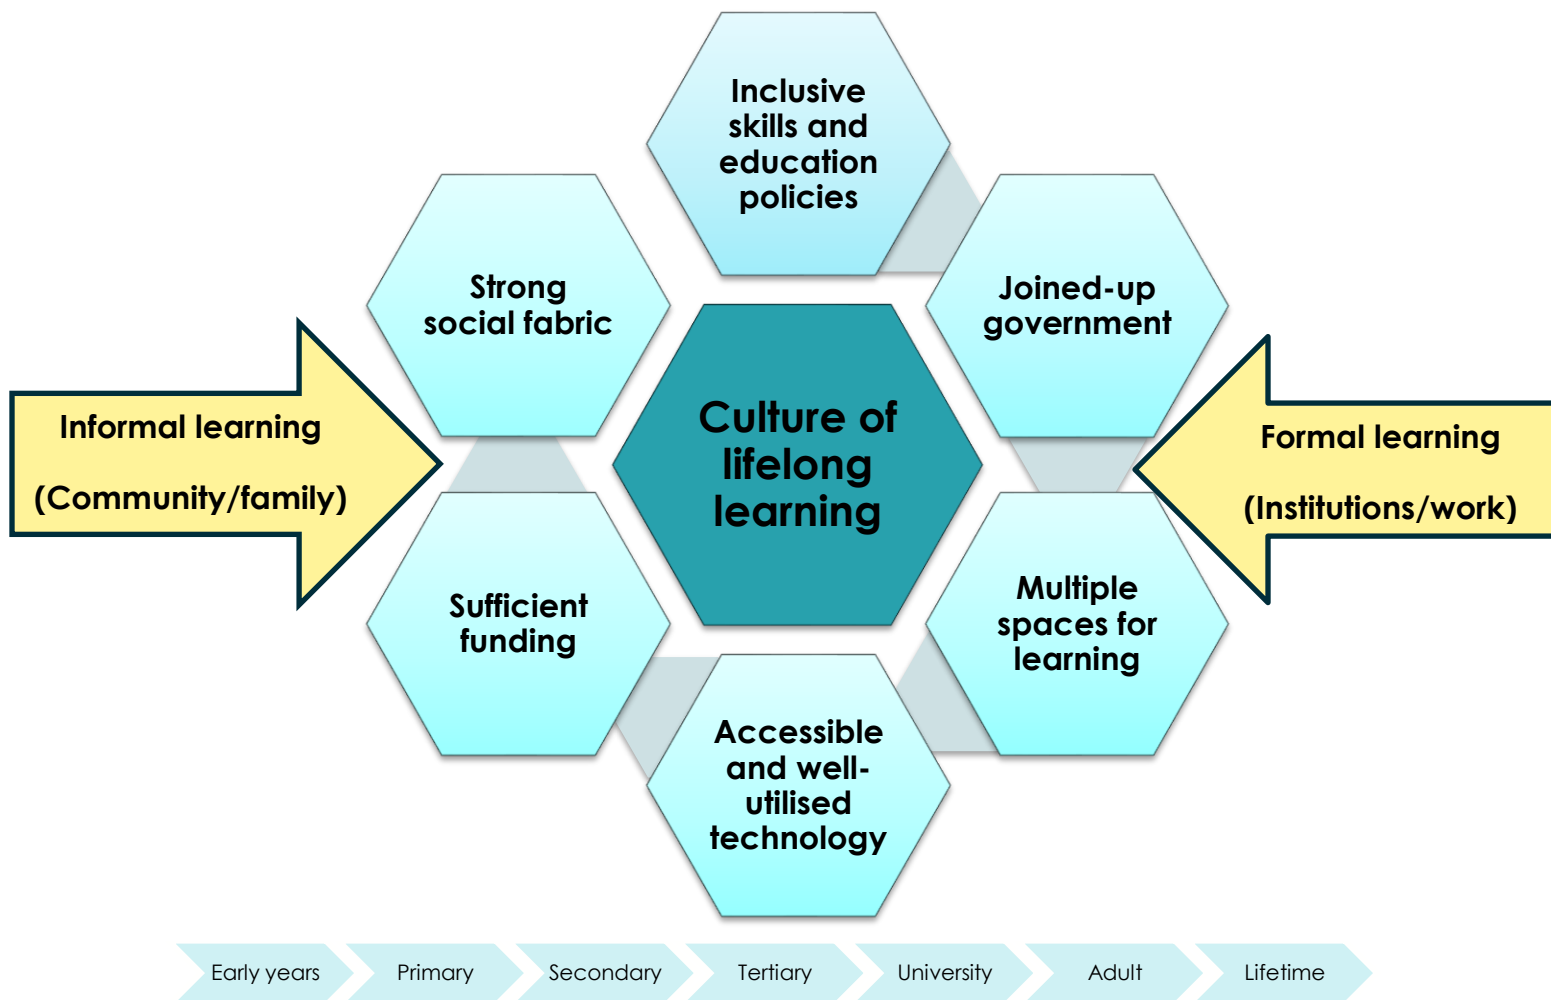 Inclusive
skills and
education
policies
Strong
social fabric
Joined-up
government
Informal learning
(Community/family)
Culture of
lifelong
learning
Formal learning
(Institutions/work)
Sufficient
funding
Multiple
spaces for
learning
Accessible
and well-
utilised
technology
Early years
Primary
Secondary
Tertiary
University
Adult
Lifetime